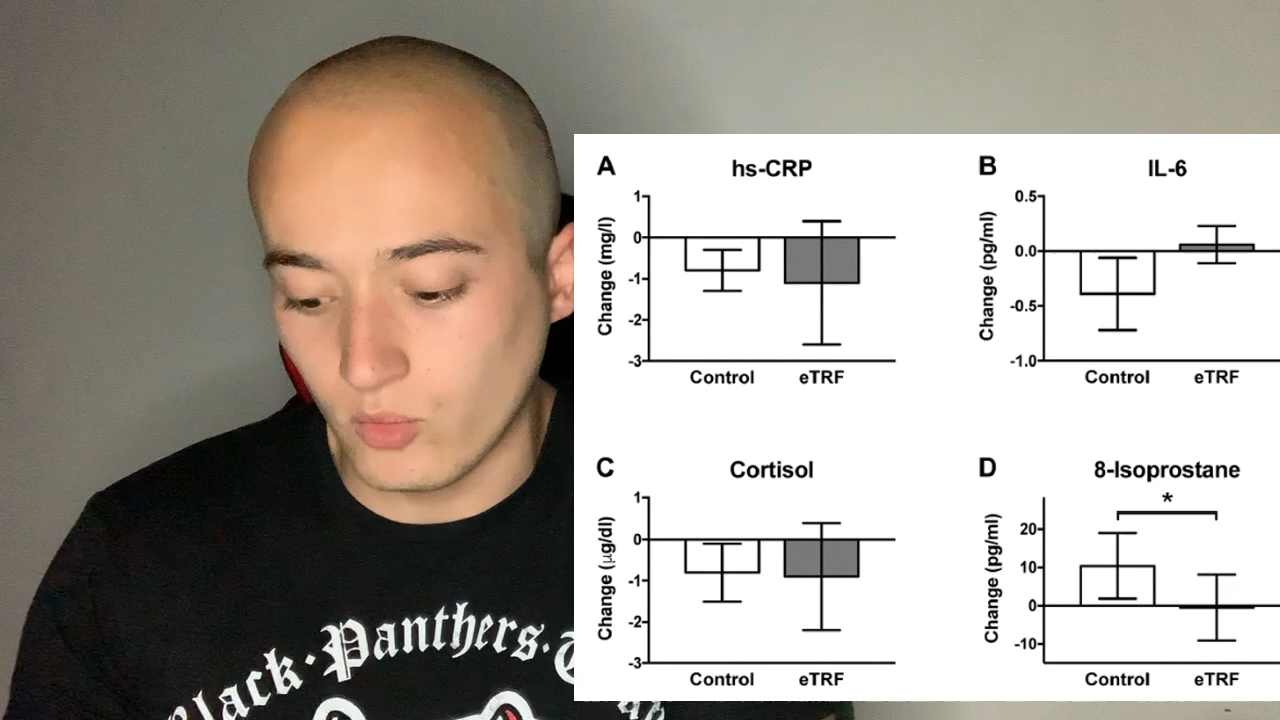 A hs-CRP
Change (mg/l)
1
0
-1
-2
-3
Control eTRF
B IL-6
Change (pg/ml)
0.5
0.0
-0.5
-1.0
Control eTRF
C Cortisol
Change (μg/dl)
1
0
-1
-2
-3
Control eTRF
D 8-Isoprostane
*
Change (pg/ml)
20
10
0
-10
Control eTRF
Black·Panthers·